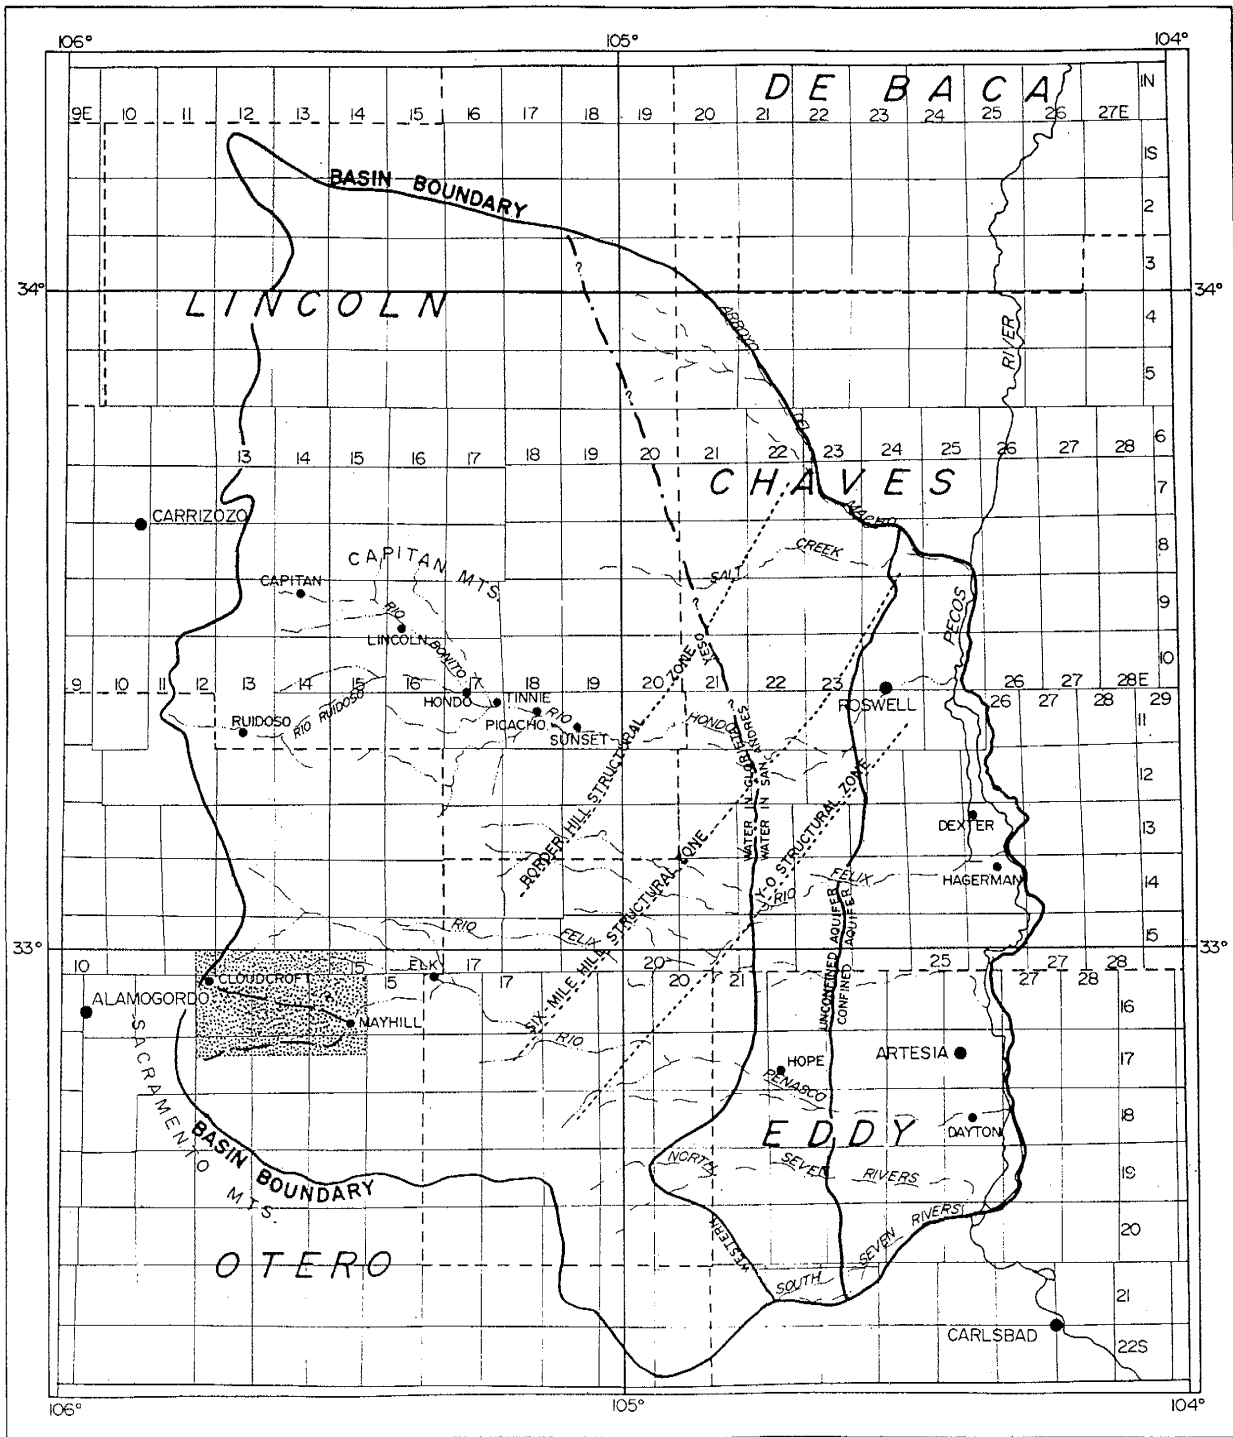 106° 105° 104°
DE BACA
9E 10 11 12 13 14 15 16 17 18 19 20 21 22 23 24 25 26 27E
IN
IS
2
3
BASIN BOUNDARY
34° 34°
LINCOLN
4
5
ARROYO
DEL
MACHO
RIVER
PECOS
13 14 15 16 17 18 19 20 21 22 23 24 25 26 27 28
6
7
8
9
10
CHAVES
CARRIZOZO
CAPITAN MTS.
CAPITAN
SALT CREEK
RIO BONITO
LINCOLN
YESO
9 10 11 12 13 14 15 16 17 18 19 20 21 22 23 26 27 28E
26 27 28 29
11
HONDO
TINNIE
PICACHO
SUNSET
RIO HONDO
RUIDOSO
RIO RUIDOSO
ROSWELL
12
BORDER HILL STRUCTURAL ZONE
WATER IN GLORIETA
WATER IN SAN ANDRES
SIX-MILE HILL STRUCTURAL ZONE
Y-O STRUCTURAL ZONE
DEXTER
13
HAGERMAN
14
RIO FELIX
RIO FELIX
UNCONFINED AQUIFER
CONFINED AQUIFER
15
33° 33°
10 15 17 17 20 20 21 25 25 27 27 28
CLOUDCROFT
ELK
ALAMOGORDO
?
MAYHILL
16
RIO PENASCO
HOPE
ARTESIA
17
SACRAMENTO MTS.
BASIN BOUNDARY
EDDY
DAYTON
18
NORTH SEVEN RIVERS
19
WESTERN
SOUTH SEVEN RIVERS
20
OTERO
21
CARLSBAD
22S
106° 105° 104°